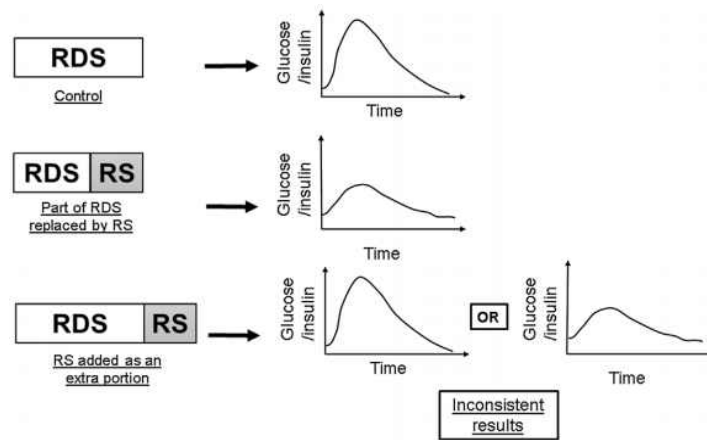 RDS
Control
Glucose
/insulin
Time
RDS RS
Part of RDS
replaced by RS
Glucose
/insulin
Time
RDS RS
RS added as an
extra portion
Glucose
/insulin
Time
OR
Glucose
/insulin
Time
Inconsistent
results